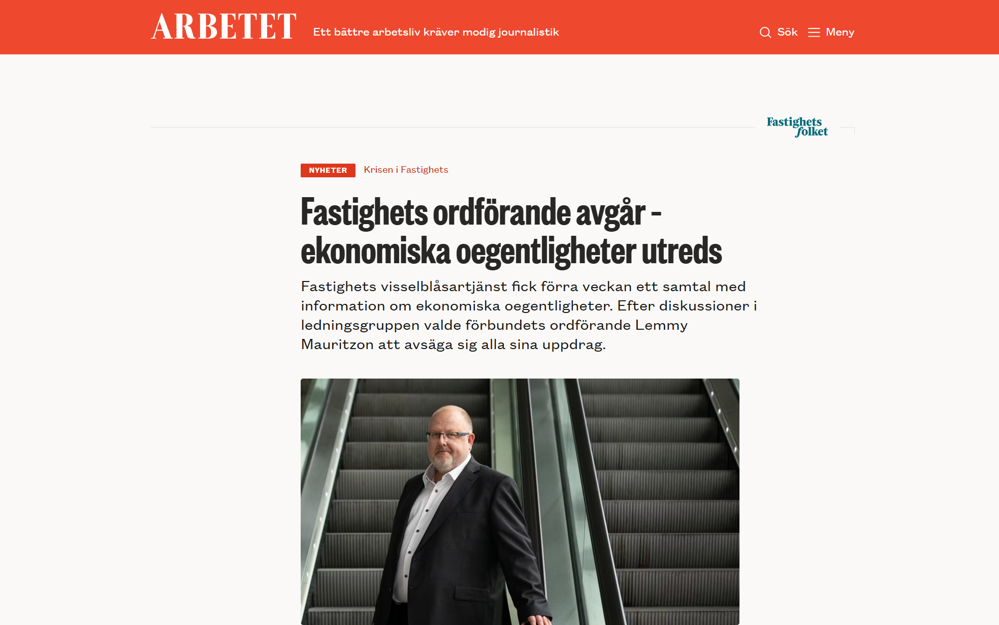 ARBETET
Ett bättre arbetsliv kräver modig journalistik
Sök
Meny
Fastighets
folket
NYHETER
Krisen i Fastighets
Fastighets ordförande avgår –
ekonomiska oegentligheter utreds
Fastighets visselblåsartjänst fick förra veckan ett samtal med
information om ekonomiska oegentligheter. Efter diskussioner i
ledningsgruppen valde förbundets ordförande Lemmy
Mauritzon att avsäga sig alla sina uppdrag.